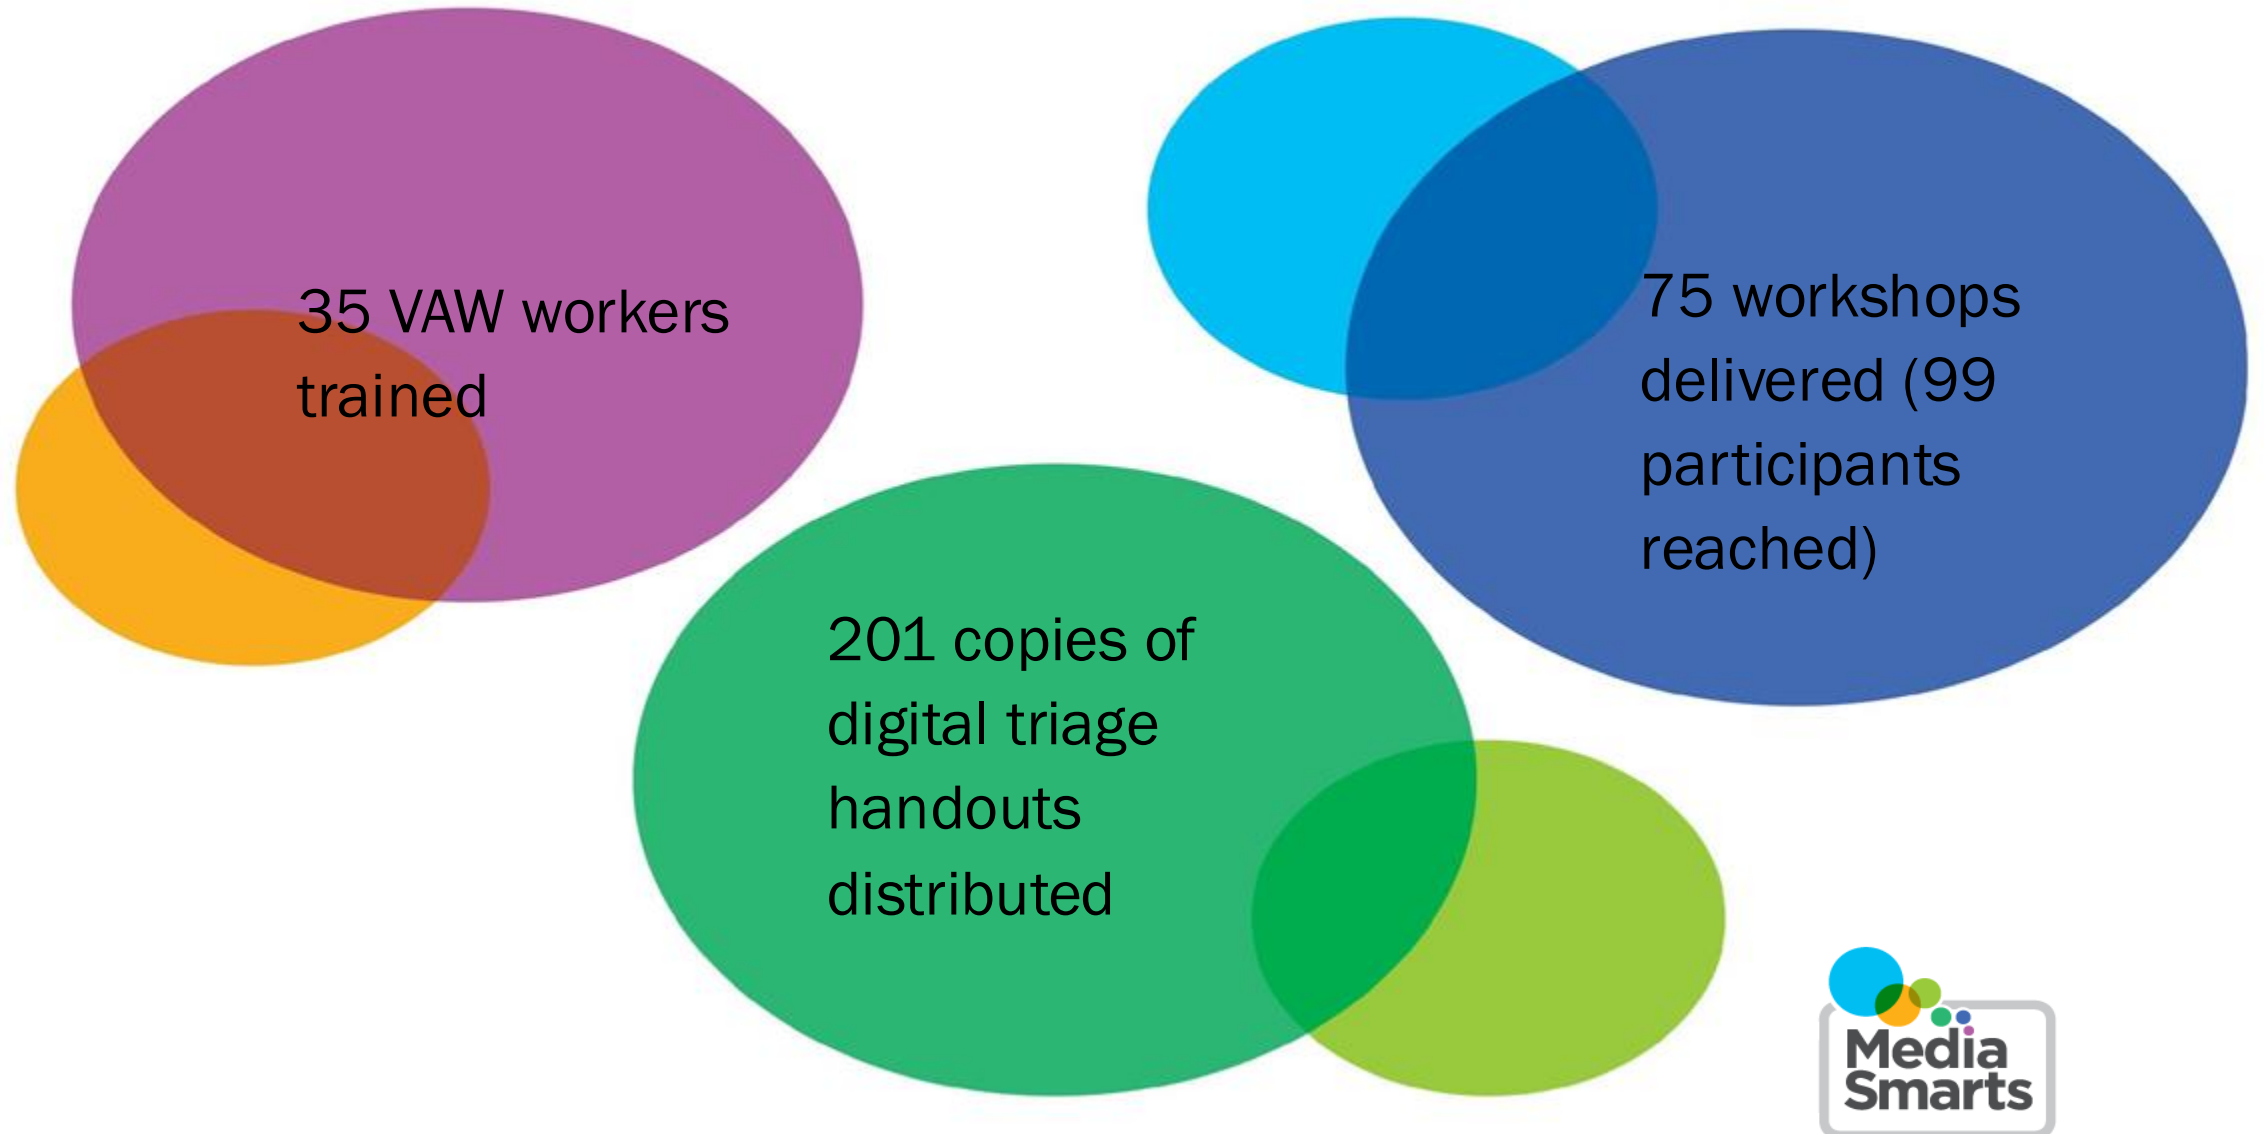 35 VAW workers
trained
75 workshops
delivered (99
participants
reached)
201 copies of
digital triage
handouts
distributed
Media
Smarts